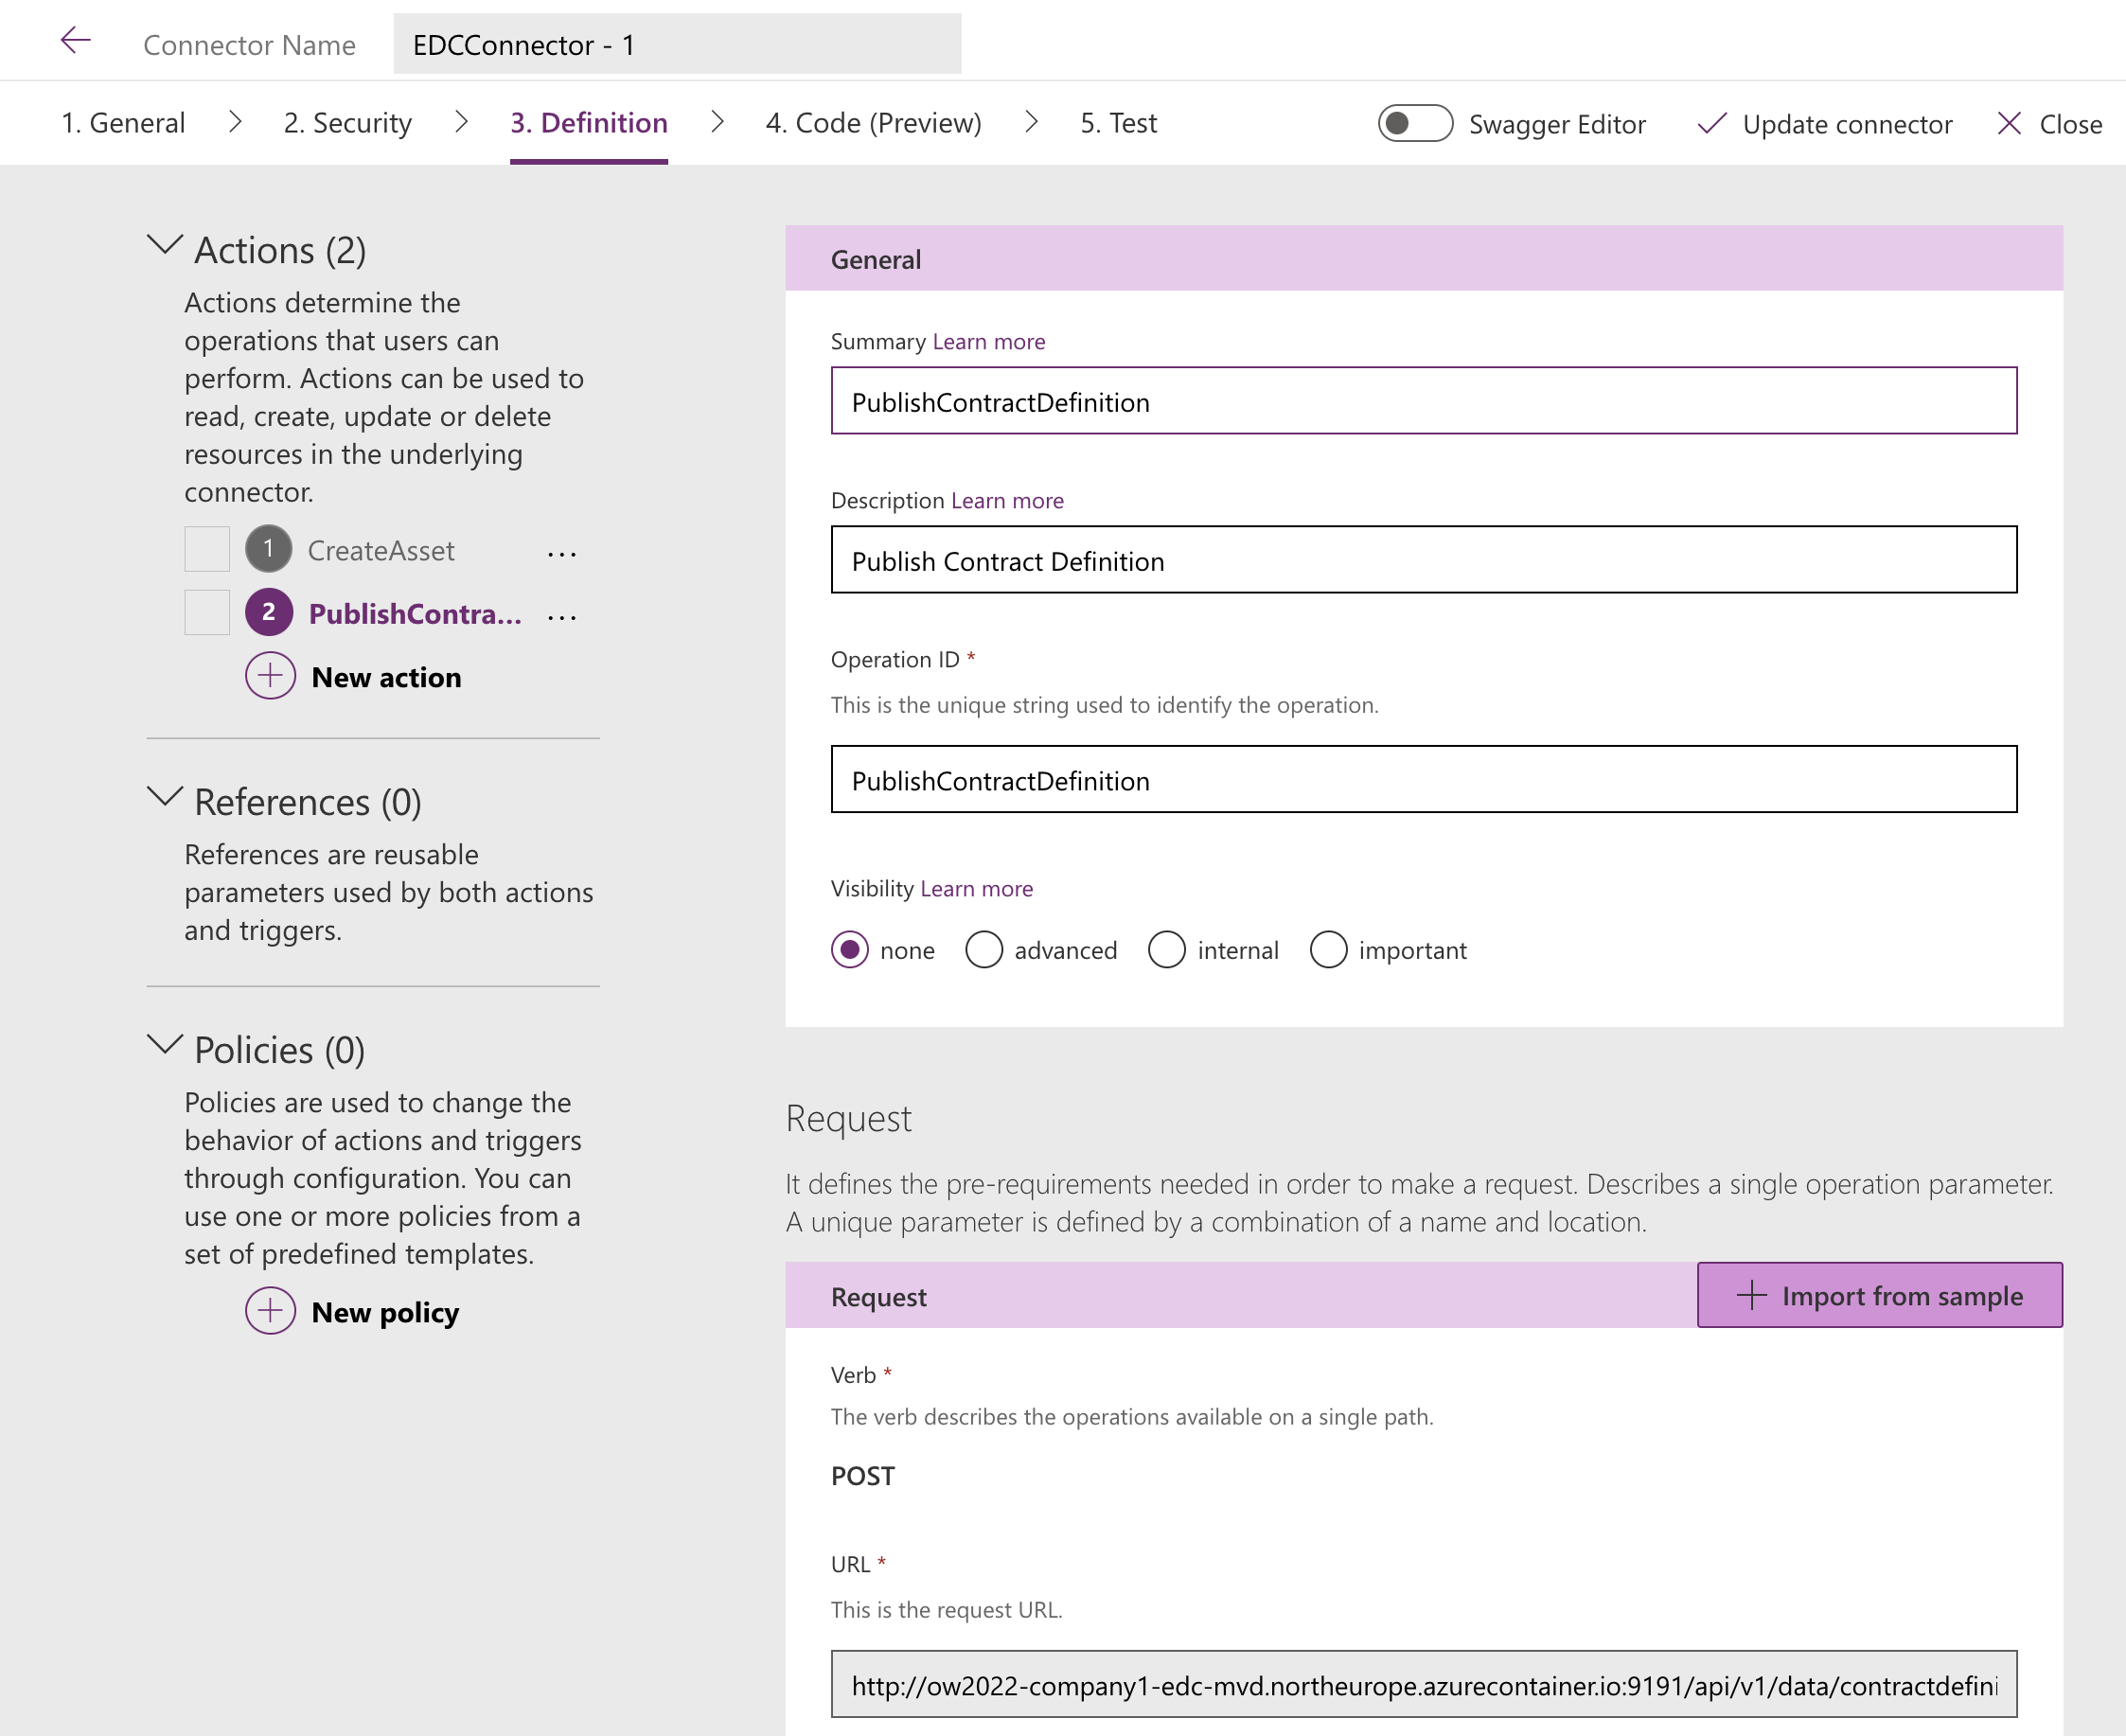 Connector Name
EDCConnector - 1
1. General
2. Security
3. Definition
4. Code (Preview)
5. Test
Swagger Editor
Update connector
Close
Actions (2)
Actions determine the
operations that users can
perform. Actions can be used to
read, create, update or delete
resources in the underlying
connector.
1 CreateAsset ...
2 PublishContra... ...
New action
References (0)
References are reusable
parameters used by both actions
and triggers.
Policies (0)
Policies are used to change the
behavior of actions and triggers
through configuration. You can
use one or more policies from a
set of predefined templates.
New policy
General
Summary Learn more
PublishContractDefinition
Description Learn more
Publish Contract Definition
Operation ID *
This is the unique string used to identify the operation.
PublishContractDefinition
Visibility Learn more
none advanced internal important
Request
It defines the pre-requirements needed in order to make a request. Describes a single operation parameter.
A unique parameter is defined by a combination of a name and location.
Request
Import from sample
Verb *
The verb describes the operations available on a single path.
POST
URL *
This is the request URL.
http://ow2022-company1-edc-mvd.northeurope.azurecontainer.io:9191/api/v1/data/contractdefini